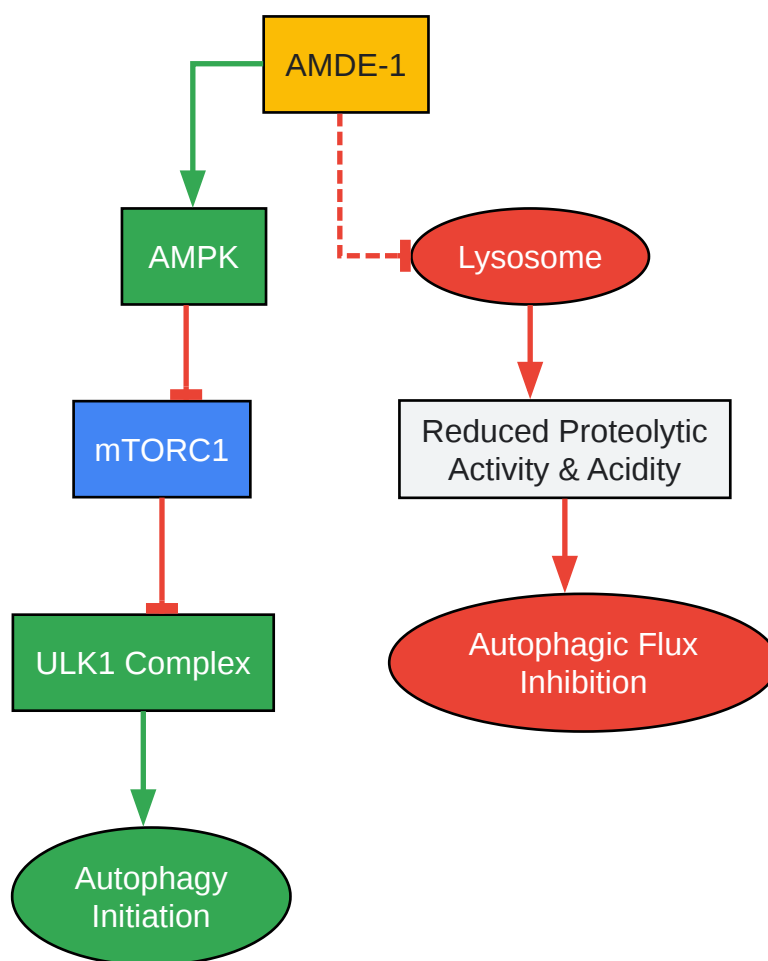 AMDE-1
AMPK
Lysosome
mTORC1
Reduced Proteolytic
Activity & Acidity
ULK1 Complex
Autophagic Flux
Inhibition
Autophagy
Initiation